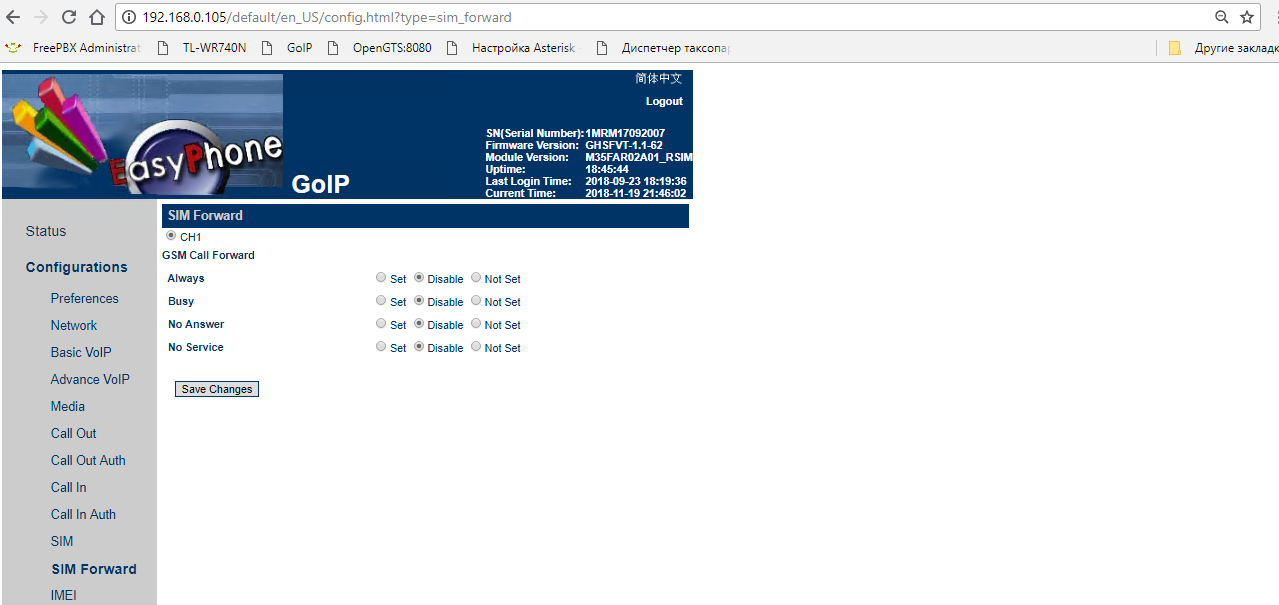 192.168.0.105/default/en_US/config.html?type=sim_forward
FreePBX Administrat TL-WR740N GoIP OpenGTS:8080 Настройка Asterisk Диспетчер таксопар Другие закладк
简体中文
Logout
SN(Serial Number): 1MRM17092007
Firmware Version: GHSFVT-1.1-62
Module Version: M35FAR02A01_RSIM
Uptime: 18:45:44
Last Login Time: 2018-09-23 18:19:36
Current Time: 2018-11-19 21:46:02
EasyPhone
GoIP
Status
Configurations
Preferences
Network
Basic VoIP
Advance VoIP
Media
Call Out
Call Out Auth
Call In
Call In Auth
SIM
SIM Forward
IMEI
SIM Forward
CH1
GSM Call Forward
Always Set Disable Not Set
Busy Set Disable Not Set
No Answer Set Disable Not Set
No Service Set Disable Not Set
Save Changes